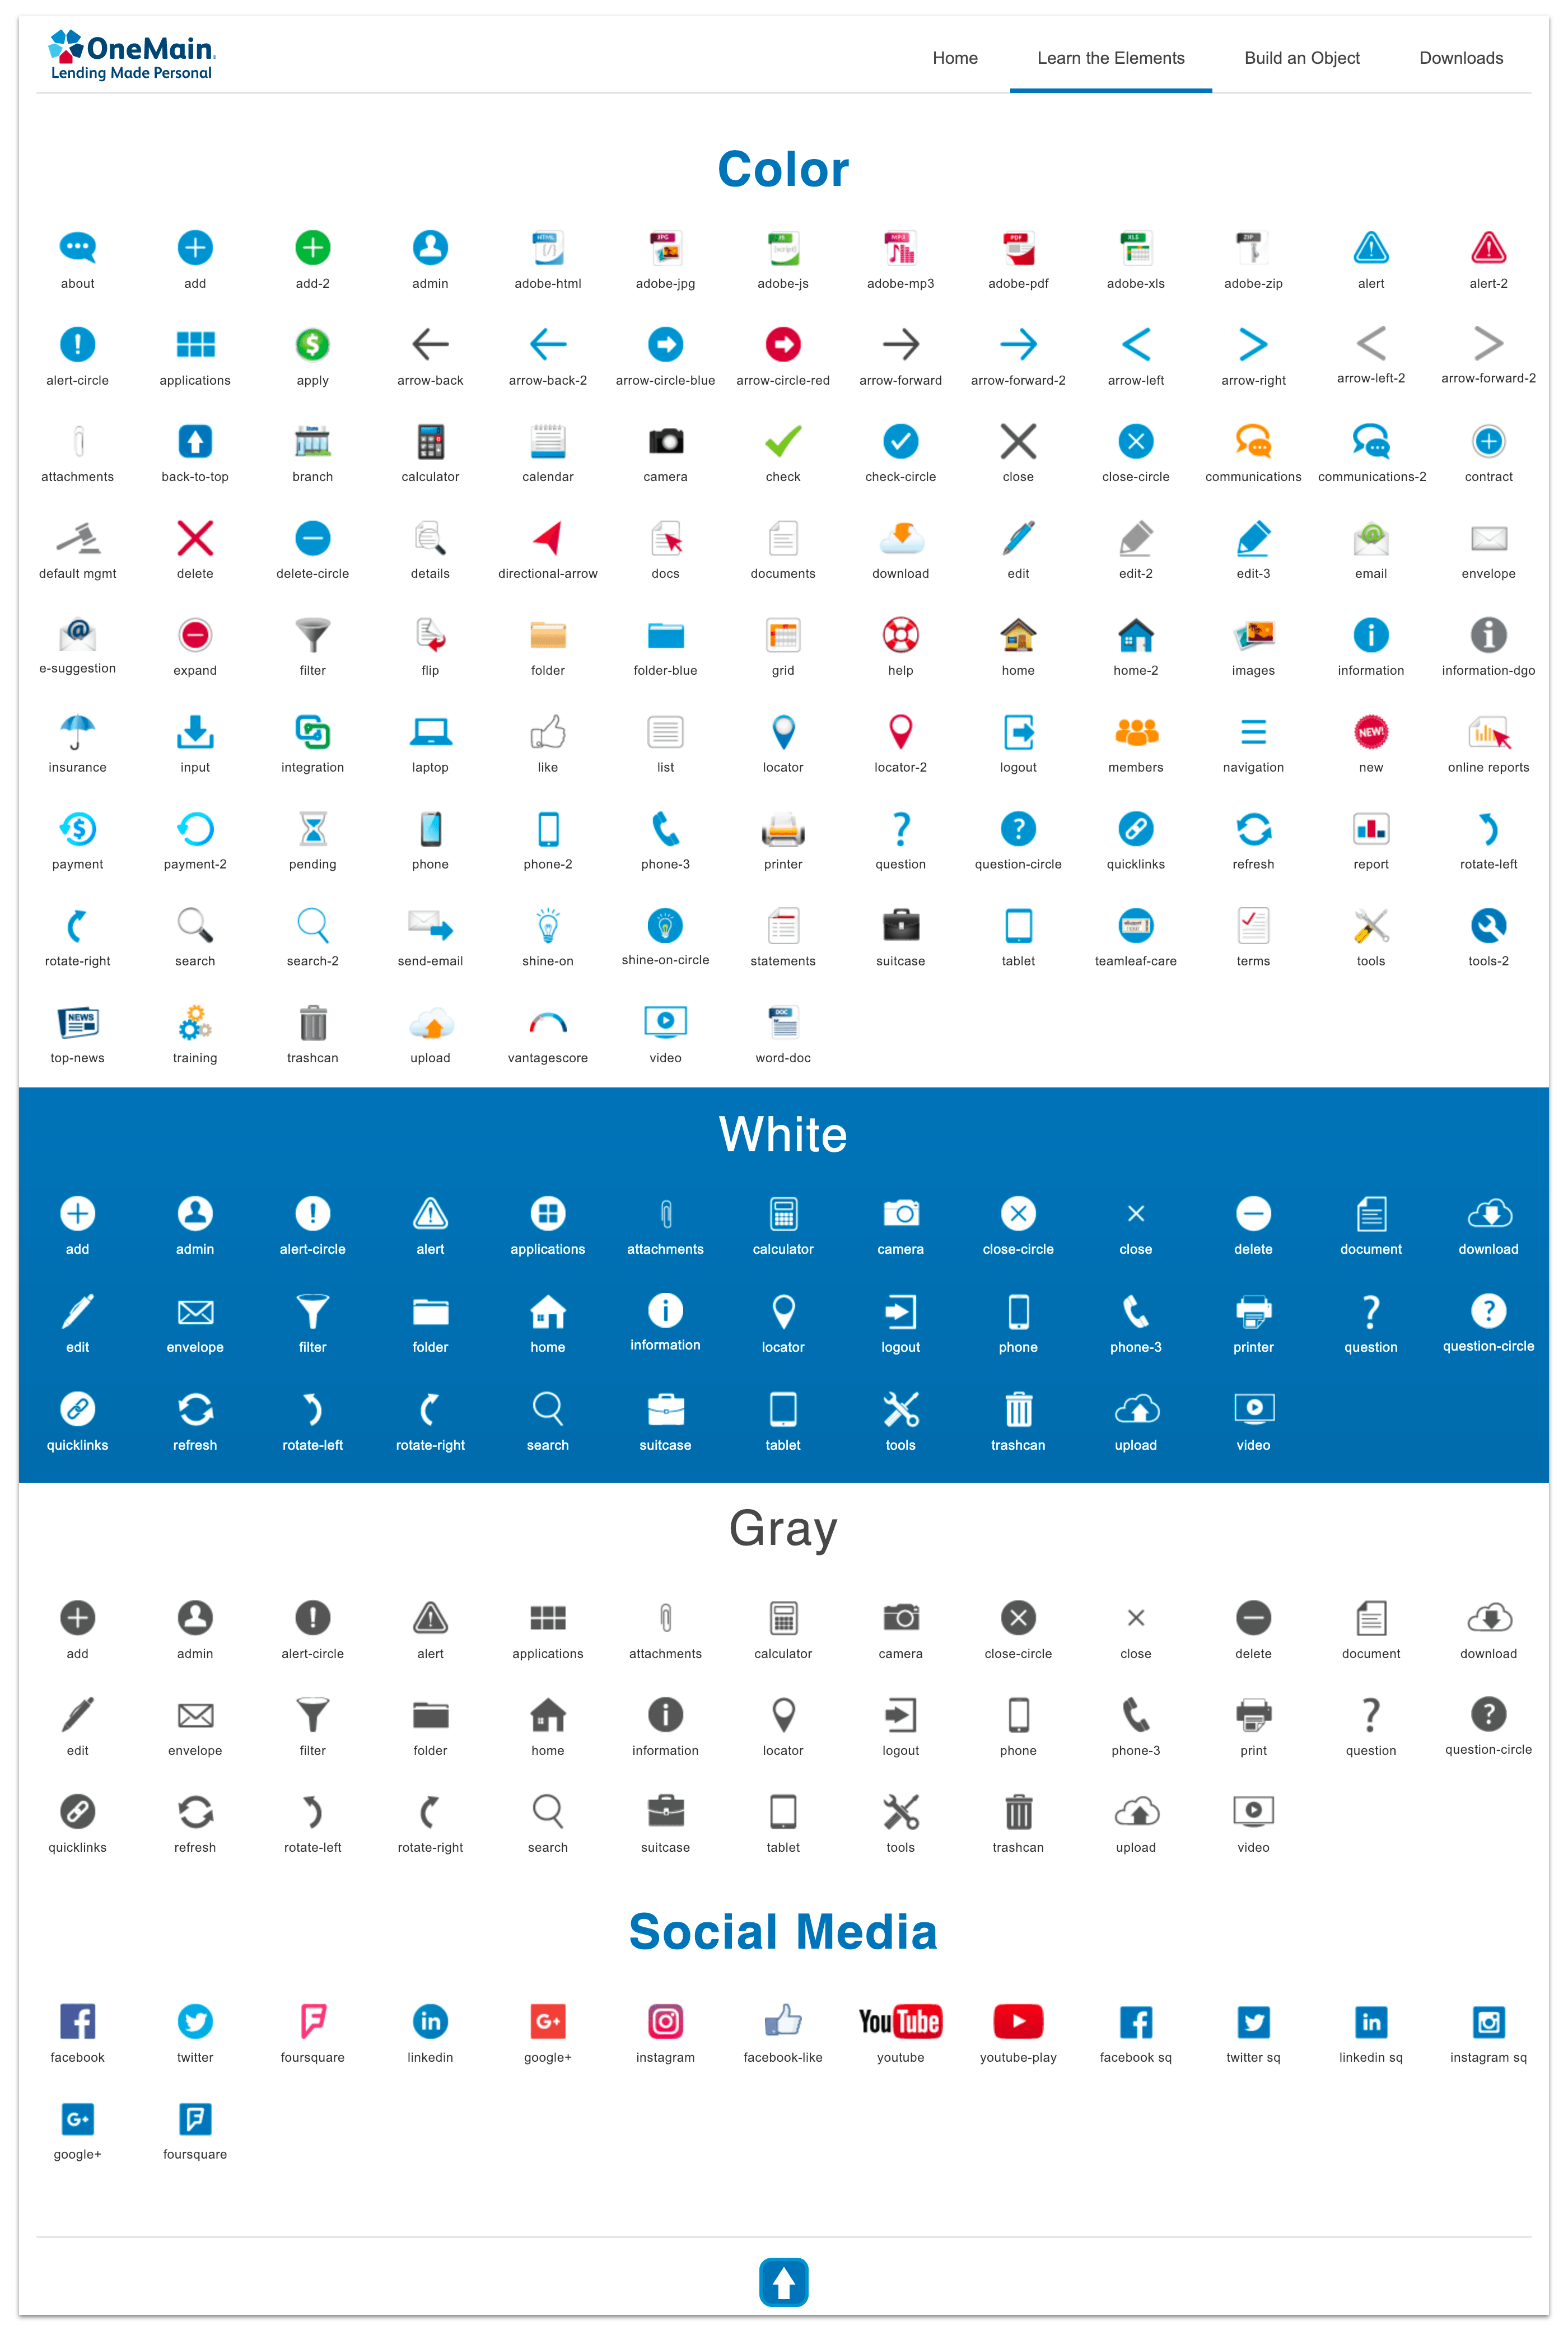 OneMain
Lending Made Personal
Home Learn the Elements Build an Object Downloads
Color
about add add-2 admin adobe-html adobe-jpg adobe-js adobe-mp3 adobe-pdf adobe-xls adobe-zip alert alert-2
alert-circle applications apply arrow-back arrow-back-2 arrow-circle-blue arrow-circle-red arrow-forward arrow-forward-2 arrow-left arrow-right arrow-left-2 arrow-forward-2
attachments back-to-top branch calculator calendar camera check check-circle close close-circle communications communications-2 contract
default mgmt delete delete-circle details directional-arrow docs documents download edit edit-2 edit-3 email envelope
e-suggestion expand filter flip folder folder-blue grid help home home-2 images information information-dgo
NEW!
insurance input integration laptop like list locator locator-2 logout members navigation new online reports
payment payment-2 pending phone phone-2 phone-3 printer question question-circle quicklinks refresh report rotate-left
rotate-right search search-2 send-email shine-on shine-on-circle statements suitcase tablet teamleaf-care terms tools tools-2
NEWS DOC
top-news training trashcan upload vantagescore video word-doc
White
add admin alert-circle alert applications attachments calculator camera close-circle close delete document download
edit envelope filter folder home information locator logout phone phone-3 printer question question-circle
quicklinks refresh rotate-left rotate-right search suitcase tablet tools trashcan upload video
Gray
add admin alert-circle alert applications attachments calculator camera close-circle close delete document download
edit envelope filter folder home information locator logout phone phone-3 print question question-circle
quicklinks refresh rotate-left rotate-right search suitcase tablet tools trashcan upload video
Social Media
in G+ YouTube in
facebook twitter foursquare linkedin google+ instagram facebook-like youtube youtube-play facebook sq twitter sq linkedin sq instagram sq
G+
google+ foursquare